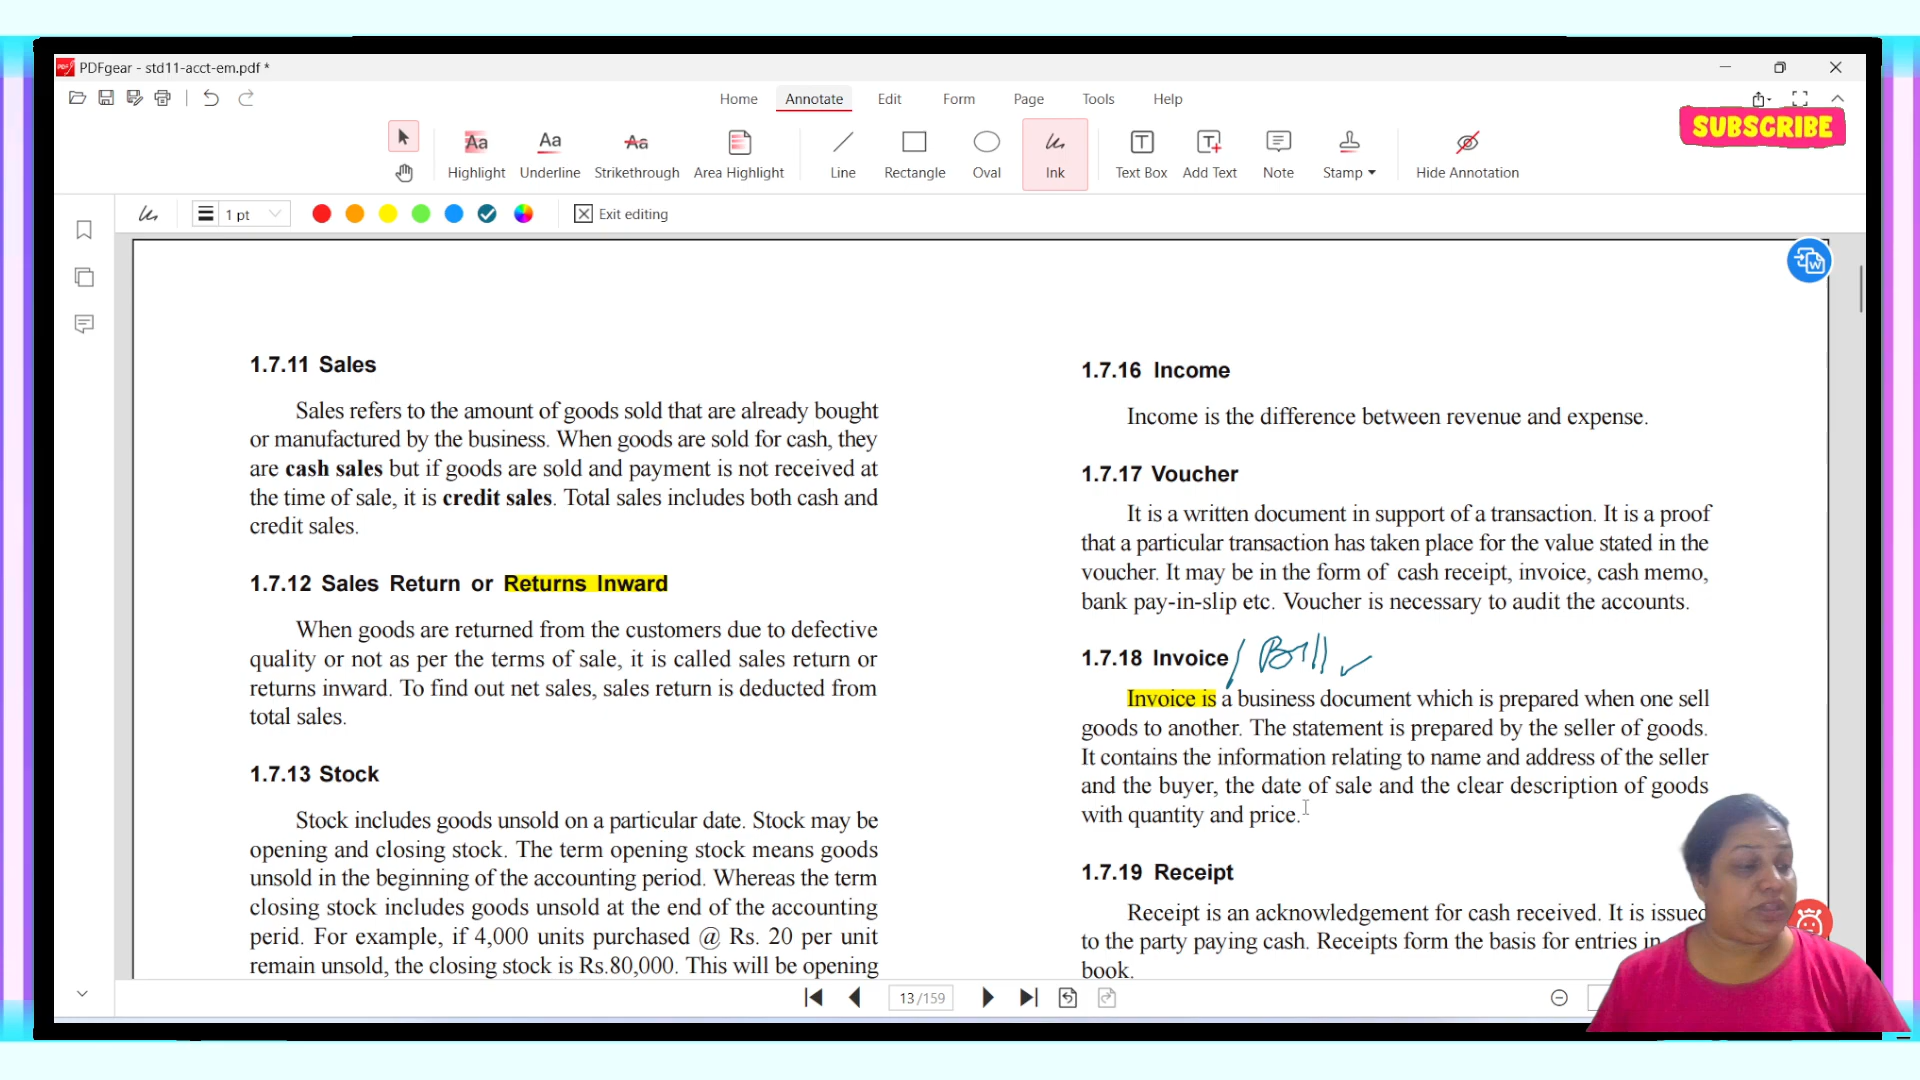 PDFgear - std11-acct-em.pdf *
Home Annotate Edit Form Page Tools Help
SUBSCRIBE
Highlight Underline Strikethrough Area Highlight Line Rectangle Oval Ink Text Box Add Text Note Stamp Hide Annotation
1 pt Exit editing
1.7.11 Sales
Sales refers to the amount of goods sold that are already bought
or manufactured by the business. When goods are sold for cash, they
are cash sales but if goods are sold and payment is not received at
the time of sale, it is credit sales. Total sales includes both cash and
credit sales.
1.7.12 Sales Return or Returns Inward
When goods are returned from the customers due to defective
quality or not as per the terms of sale, it is called sales return or
returns inward. To find out net sales, sales return is deducted from
total sales.
1.7.13 Stock
Stock includes goods unsold on a particular date. Stock may be
opening and closing stock. The term opening stock means goods
unsold in the beginning of the accounting period. Whereas the term
closing stock includes goods unsold at the end of the accounting
perid. For example, if 4,000 units purchased @ Rs. 20 per unit
remain unsold, the closing stock is Rs.80,000. This will be opening
1.7.16 Income
Income is the difference between revenue and expense.
1.7.17 Voucher
It is a written document in support of a transaction. It is a proof
that a particular transaction has taken place for the value stated in the
voucher. It may be in the form of cash receipt, invoice, cash memo,
bank pay-in-slip etc. Voucher is necessary to audit the accounts.
1.7.18 Invoice / Bill
Invoice is a business document which is prepared when one sell
goods to another. The statement is prepared by the seller of goods.
It contains the information relating to name and address of the seller
and the buyer, the date of sale and the clear description of goods
with quantity and price.
1.7.19 Receipt
Receipt is an acknowledgement for cash received. It is issued
to the party paying cash. Receipts form the basis for entries in
book.
13 /159